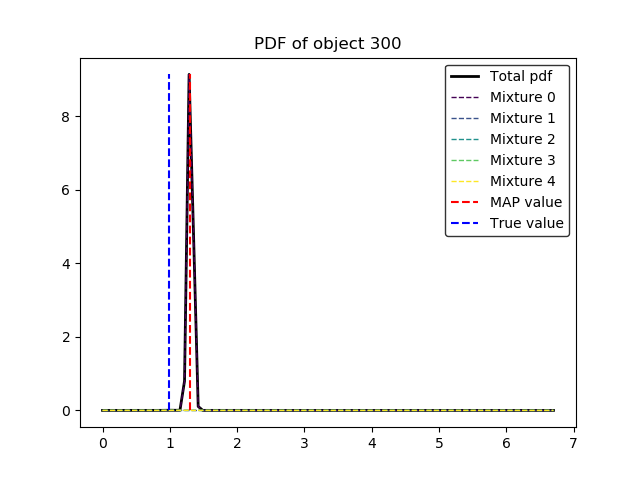 PDF of object 300
Total pdf
Mixture 0
Mixture 1
Mixture 2
Mixture 3
Mixture 4
MAP value
True value
8
6
4
2
0
0 1 2 3 4 5 6 7